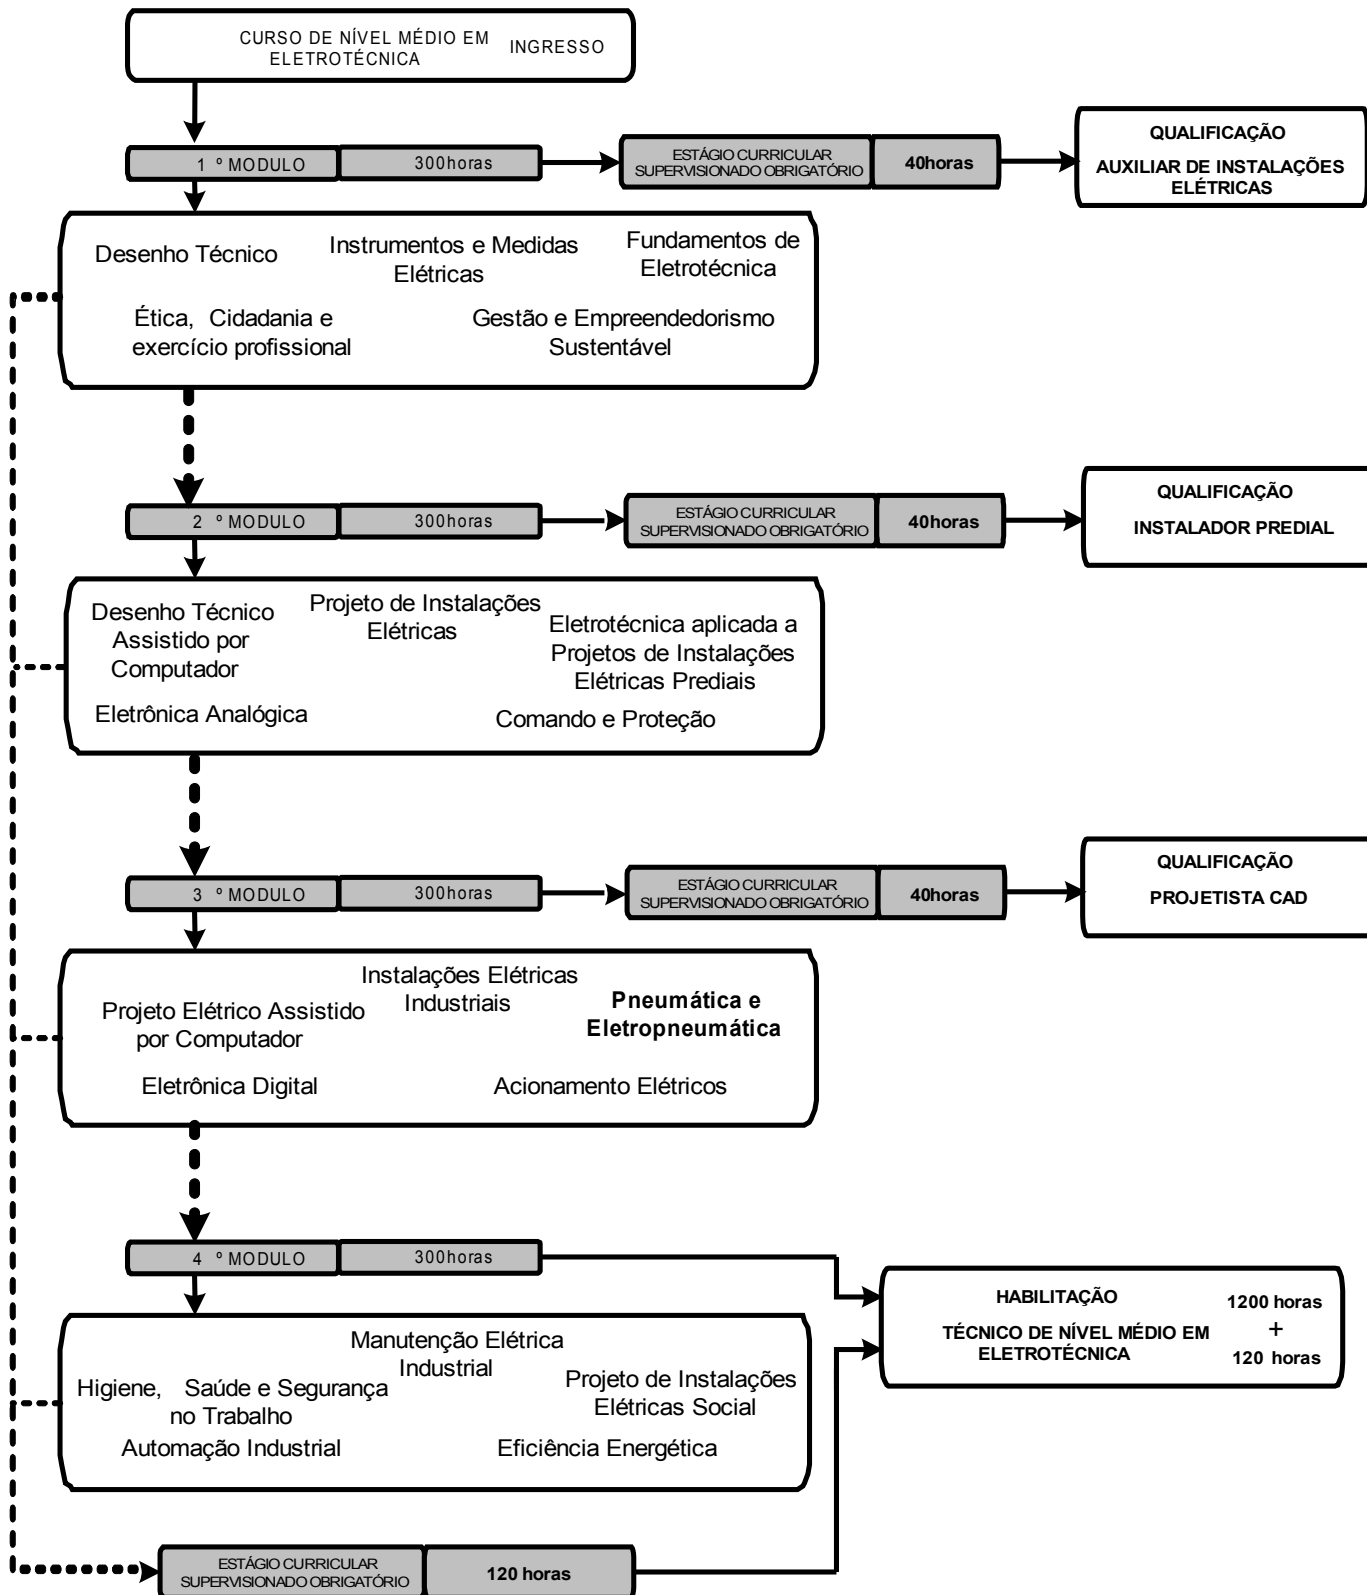 CURSO DE NÍVEL MÉDIO EM
ELETROTÉCNICA
INGRESSO
1 º MODULO
300horas
ESTÁGIO CURRICULAR
SUPERVISIONADO OBRIGATÓRIO
40horas
QUALIFICAÇÃO
AUXILIAR DE INSTALAÇÕES
ELÉTRICAS
Desenho Técnico
Instrumentos e Medidas
Elétricas
Fundamentos de
Eletrotécnica
Ética, Cidadania e
exercício profissional
Gestão e Empreendedorismo
Sustentável
2 º MODULO
300horas
ESTÁGIO CURRICULAR
SUPERVISIONADO OBRIGATÓRIO
40horas
QUALIFICAÇÃO
INSTALADOR PREDIAL
Desenho Técnico
Assistido por
Computador
Projeto de Instalações
Elétricas
Eletrotécnica aplicada a
Projetos de Instalações
Elétricas Prediais
Eletrônica Analógica
Comando e Proteção
3 º MODULO
300horas
ESTÁGIO CURRICULAR
SUPERVISIONADO OBRIGATÓRIO
40horas
QUALIFICAÇÃO
PROJETISTA CAD
Projeto Elétrico Assistido
por Computador
Instalações Elétricas
Industriais
Pneumática e
Eletropneumática
Eletrônica Digital
Acionamento Elétricos
4 º MODULO
300horas
HABILITAÇÃO
TÉCNICO DE NÍVEL MÉDIO EM
ELETROTÉCNICA
1200 horas
+
120 horas
Manutenção Elétrica
Industrial
Higiene, Saúde e Segurança
no Trabalho
Projeto de Instalações
Elétricas Social
Automação Industrial
Eficiência Energética
ESTÁGIO CURRICULAR
SUPERVISIONADO OBRIGATÓRIO
120 horas